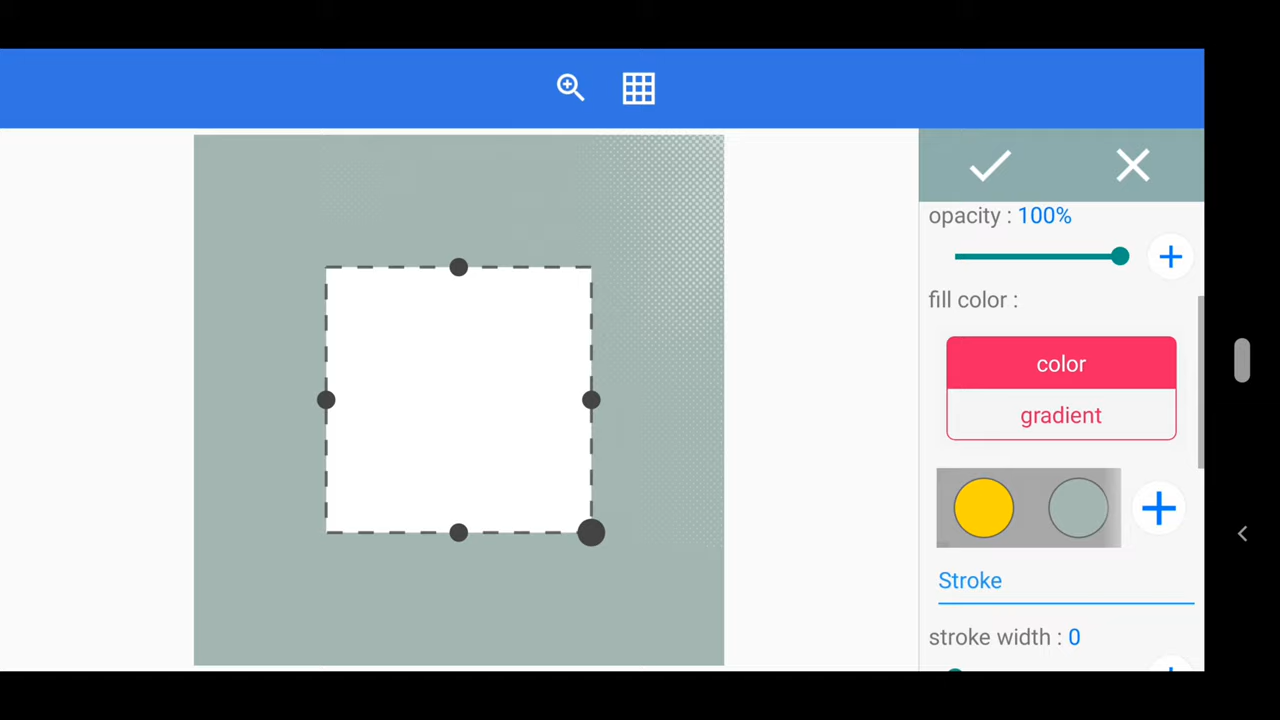 opacity : 100%
fill color :
color
gradient
Stroke
stroke width : 0